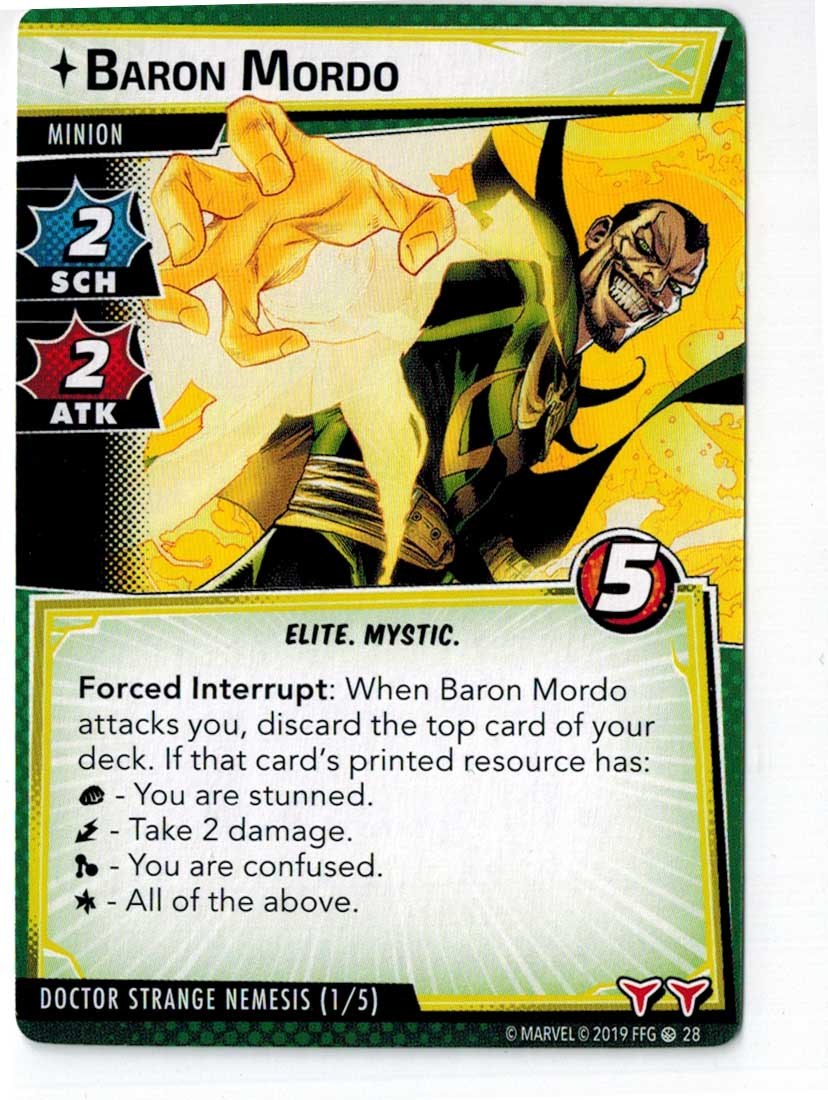 BARON MORDO
MINION
2
SCH
2
ATK
5
ELITE. MYSTIC.
Forced Interrupt: When Baron Mordo
attacks you, discard the top card of your
deck. If that card's printed resource has:
- You are stunned.
- Take 2 damage.
- You are confused.
- All of the above.
DOCTOR STRANGE NEMESIS (1/5)
© MARVEL © 2019 FFG 28